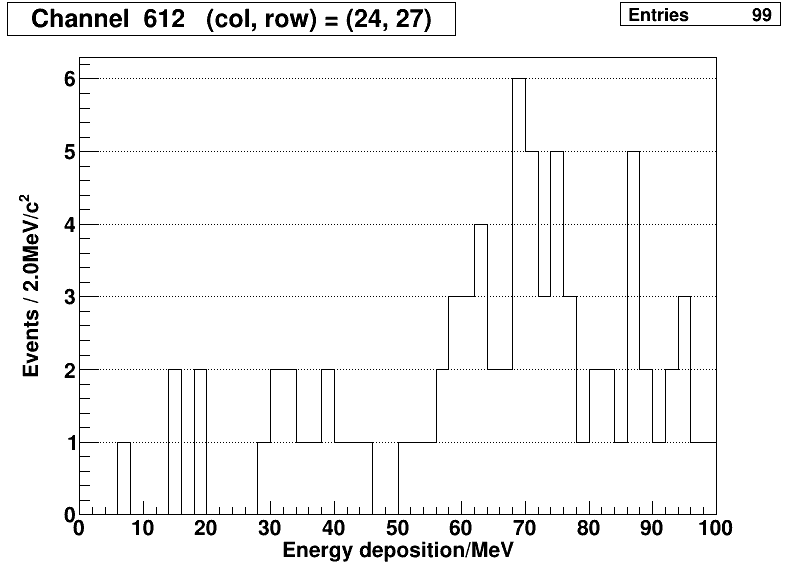 Channel 612 (col, row) = (24, 27)
Entries 99
Events / 2.0MeV/c²
6
5
4
3
2
1
0
0 10 20 30 40 50 60 70 80 90 100
Energy deposition/MeV